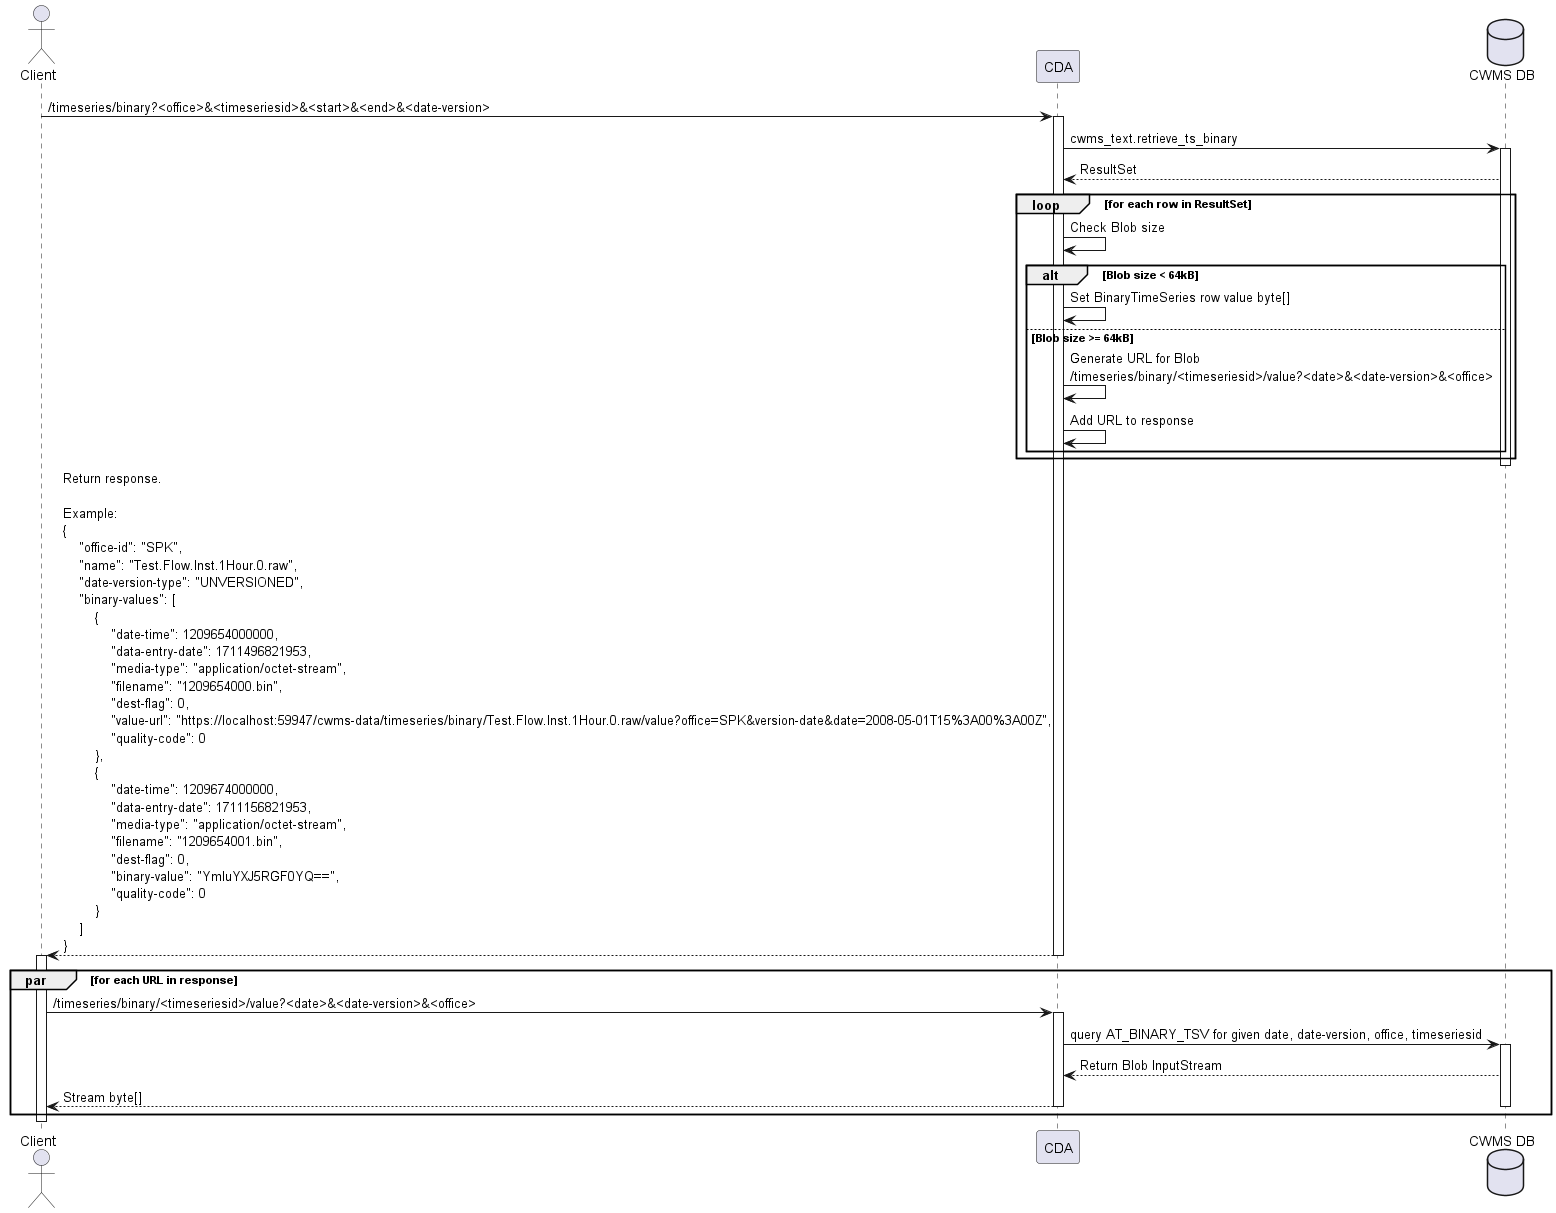 Client
CDA
CWMS DB
/timeseries/binary?<office>&<timeseriesid>&<start>&<end>&<date-version>
cwms_text.retrieve_ts_binary
ResultSet
loop [for each row in ResultSet]
Check Blob size
alt [Blob size < 64kB]
Set BinaryTimeSeries row value byte[]
[Blob size >= 64kB]
Generate URL for Blob
/timeseries/binary/<timeseriesid>/value?<date>&<date-version>&<office>
Add URL to response
Return response.
Example:
{
"office-id": "SPK",
"name": "Test.Flow.Inst.1Hour.0.raw",
"date-version-type": "UNVERSIONED",
"binary-values": [
{
"date-time": 1209654000000,
"data-entry-date": 1711496821953,
"media-type": "application/octet-stream",
"filename": "1209654000.bin",
"dest-flag": 0,
"value-url": "https://localhost:59947/cwms-data/timeseries/binary/Test.Flow.Inst.1Hour.0.raw/value?office=SPK&version-date&date=2008-05-01T15%3A00%3A00Z",
"quality-code": 0
},
{
"date-time": 1209674000000,
"data-entry-date": 1711156821953,
"media-type": "application/octet-stream",
"filename": "1209654001.bin",
"dest-flag": 0,
"binary-value": "YmluYXJ5RGF0YQ==",
"quality-code": 0
}
]
}
par [for each URL in response]
/timeseries/binary/<timeseriesid>/value?<date>&<date-version>&<office>
query AT_BINARY_TSV for given date, date-version, office, timeseriesid
Return Blob InputStream
Stream byte[]
Client
CDA
CWMS DB